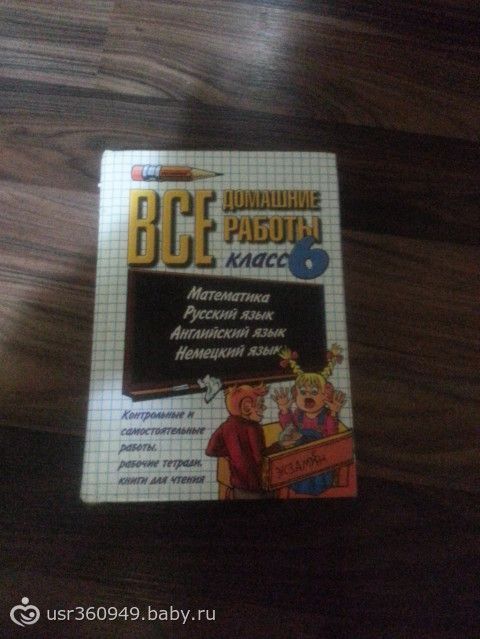 ВСЕ ДОМАШНИЕ
РАБОТЫ
КЛАСС 6
Математика
Русский язык
Английский язык
Немецкий язык
Контрольные и
самостоятельные
работы,
рабочие тетради,
книги для чтения
ЭКЗАМЕН
usr360949.baby.ru